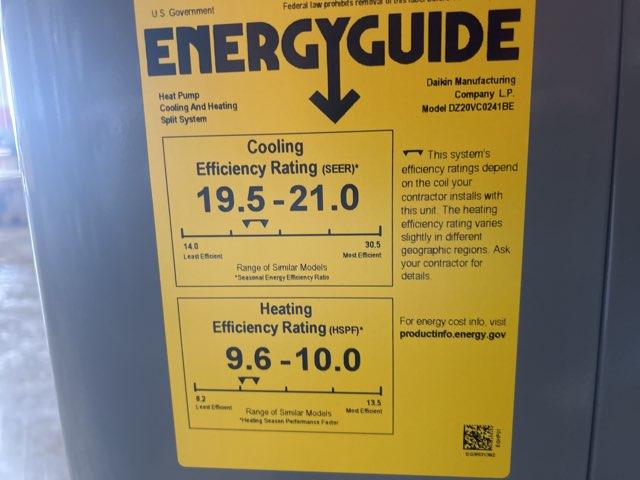 U.S. Government
Federal law prohibits removal of this label before
ENERGYGUIDE
Heat Pump
Cooling And Heating
Split System
Daikin Manufacturing
Company L.P.
Model DZ20VC0241BE
Cooling
Efficiency Rating (SEER)*
19.5-21.0
14.0
Least Efficient
30.5
Most Efficient
Range of Similar Models
*Seasonal Energy Efficiency Ratio
This system's
efficiency ratings depend
on the coil your
contractor installs with
this unit. The heating
efficiency rating varies
slightly in different
geographic regions. Ask
your contractor for
details.
Heating
Efficiency Rating (HSPF)*
9.6-10.0
8.2
Least Efficient
13.5
Most Efficient
Range of Similar Models
*Heating Season Performance Factor
For energy cost info, visit
productinfo.energy.gov